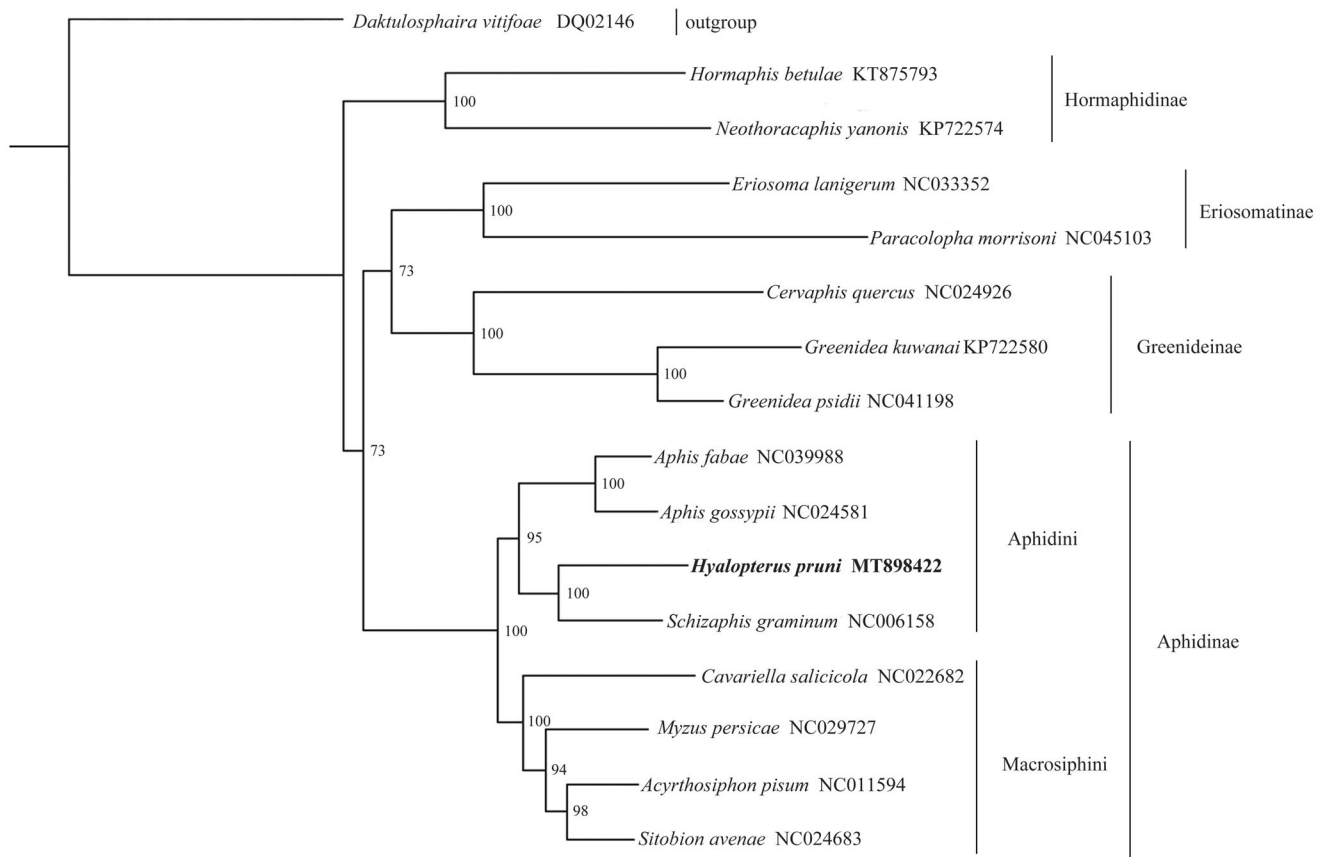 Daktulosphaira vitifoae DQ02146 outgroup
Hormaphis betulae KT875793
100
Hormaphidinae
Neothoracaphis yanonis KP722574
Eriosoma lanigerum NC033352
100
Eriosomatinae
Paracolopha morrisoni NC045103
73
Cervaphis quercus NC024926
100
Greenidea kuwanai KP722580
Greenideinae
100
Greenidea psidii NC041198
73
Aphis fabae NC039988
100
Aphis gossypii NC024581
95
Aphidini
Hyalopterus pruni MT898422
100
Schizaphis graminum NC006158
100
Aphidinae
Cavariella salicicola NC022682
100
Myzus persicae NC029727
94
Macrosiphini
Acyrthosiphon pisum NC011594
98
Sitobion avenae NC024683